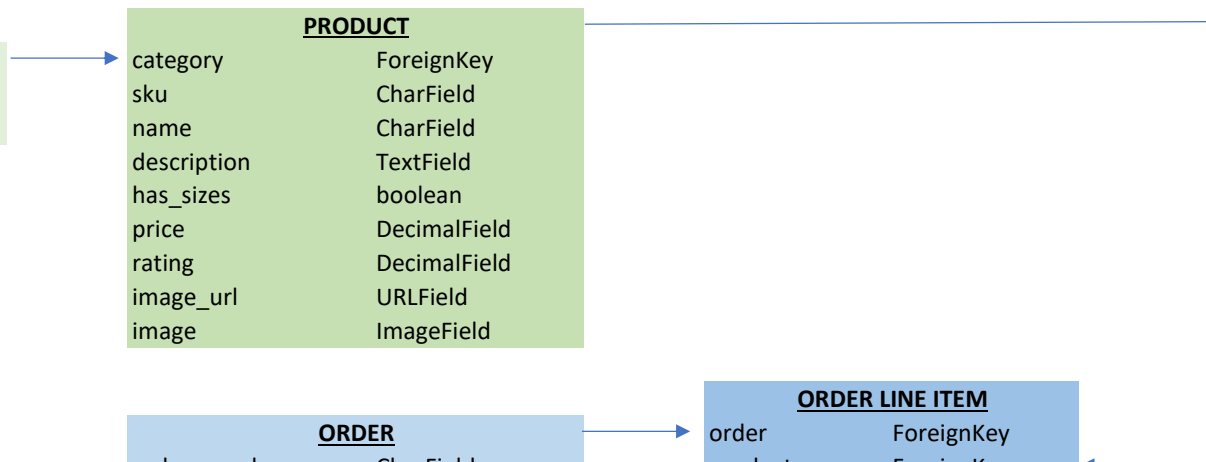 PRODUCT
category ForeignKey
sku CharField
name CharField
description TextField
has_sizes boolean
price DecimalField
rating DecimalField
image_url URLField
image ImageField
ORDER LINE ITEM
order ForeignKey
ORDER